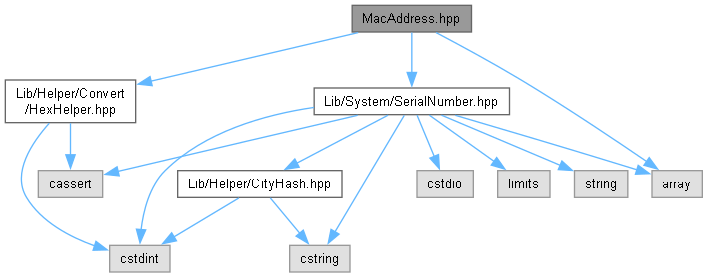 MacAddress.hpp
Lib/Helper/Convert
/HexHelper.hpp
Lib/System/SerialNumber.hpp
cassert
Lib/Helper/CityHash.hpp
cstdio
limits
string
array
cstdint
cstring